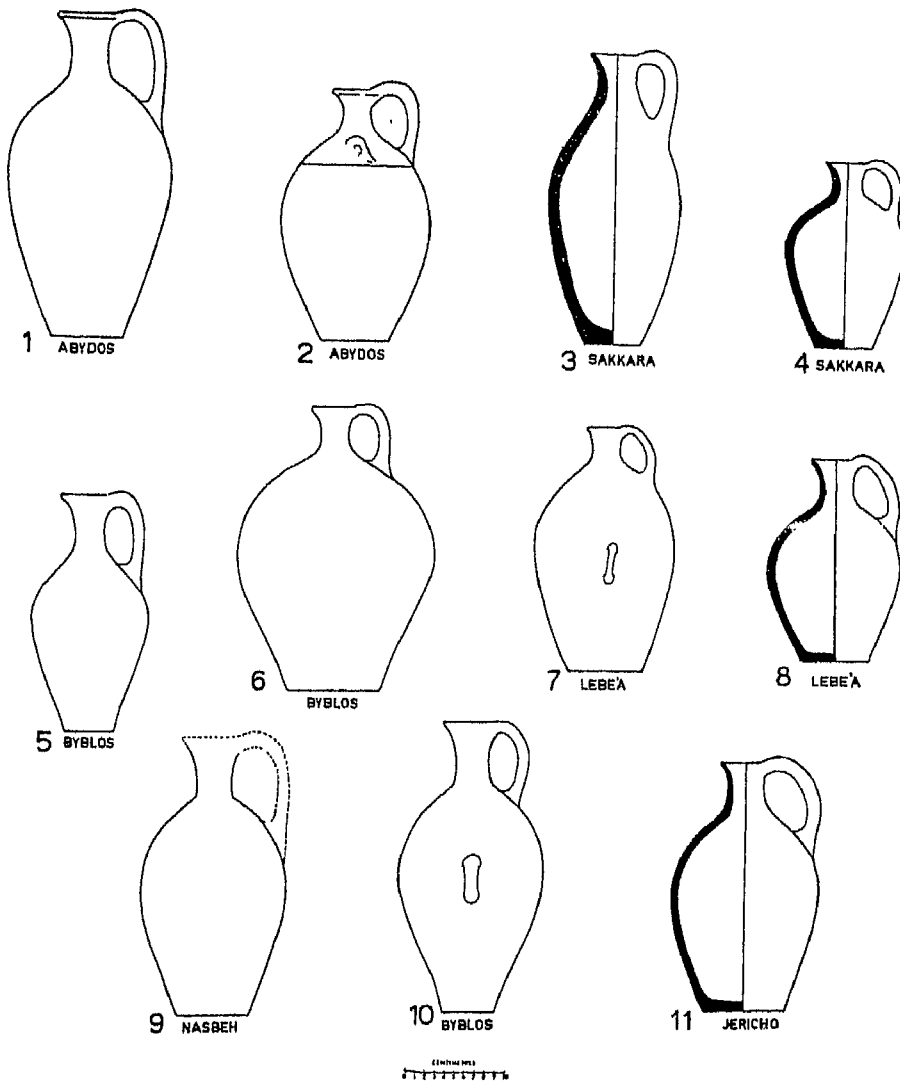 1 ABYDOS
2 ABYDOS
3 SAKKARA
4 SAKKARA
5 BYBLOS
6 BYBLOS
7 LEBE'A
8 LEBE'A
9 NASBEH
10 BYBLOS
11 JERICHO